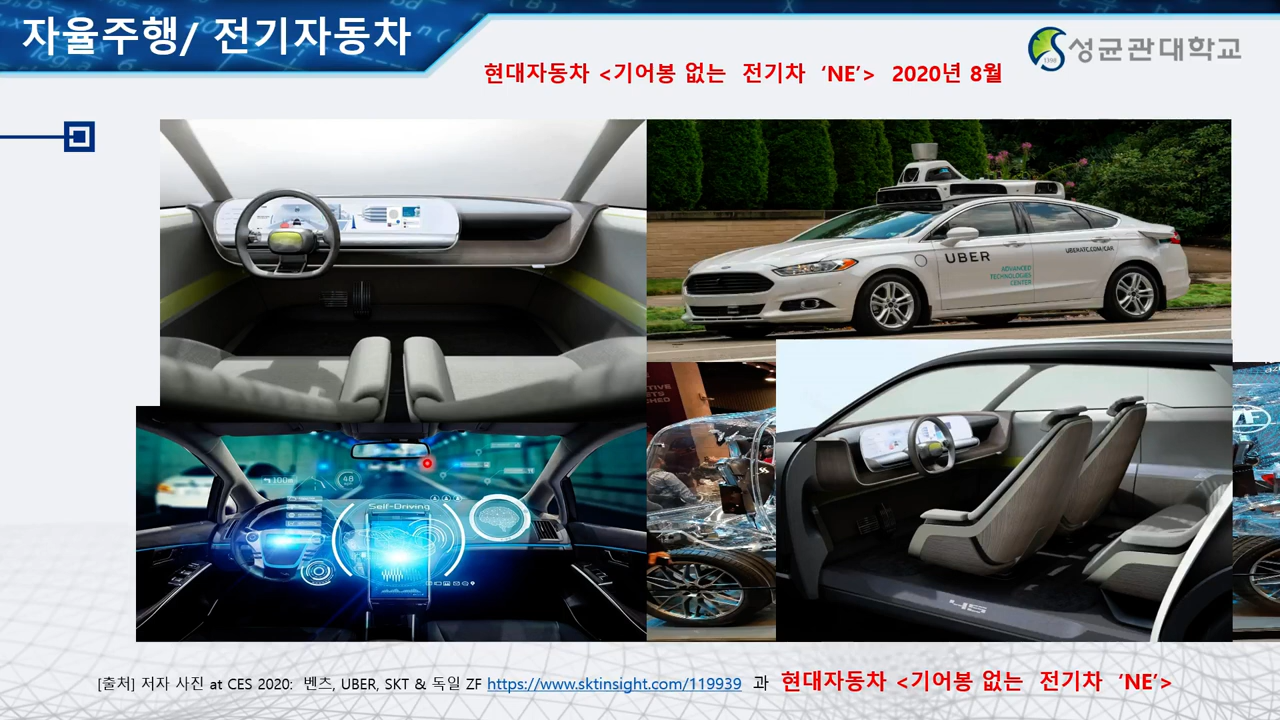 자율주행/ 전기자동차
성균관대학교
1398
현대자동차 <기어봉 없는 전기차 ‘NE’> 2020년 8월
UBER
UBERATC.COM/CAR
ADVANCED
TECHNOLOGIES
CENTER
100m
48
Self-Driving
ZF
45
[출처] 저자 사진 at CES 2020: 벤츠, UBER, SKT & 독일 ZF https://www.sktinsight.com/119939 과 현대자동차 <기어봉 없는 전기차 ‘NE’>